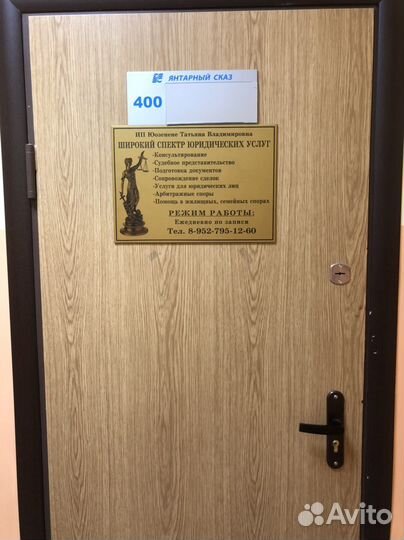 ЯНТАРНЫЙ СКАЗ
400
ИП Юозенене Татьяна Владимировна
ШИРОКИЙ СПЕКТР ЮРИДИЧЕСКИХ УСЛУГ
-Консультирование
-Судебное представительство
-Подготовка документов
-Сопровождение сделок
-Услуги для юридических лиц
-Арбитражные споры
-Помощь в жилищных, семейных спорах
РЕЖИМ РАБОТЫ:
Ежедневно по записи
Тел. 8-952-795-12-60
Avito